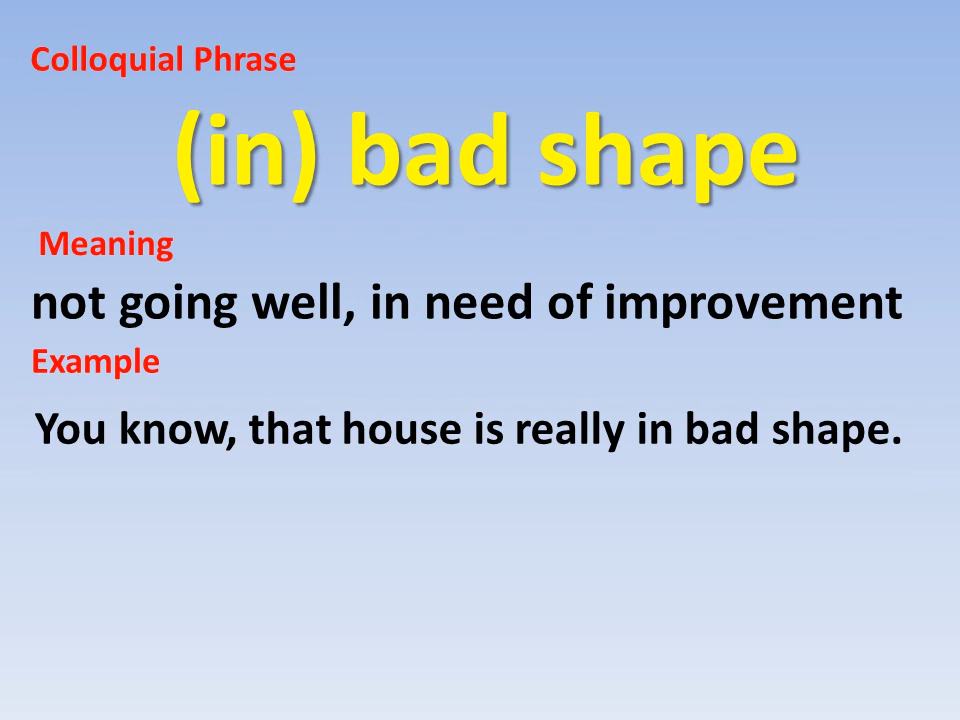 Colloquial Phrase
(in) bad shape
Meaning
not going well, in need of improvement
Example
You know, that house is really in bad shape.